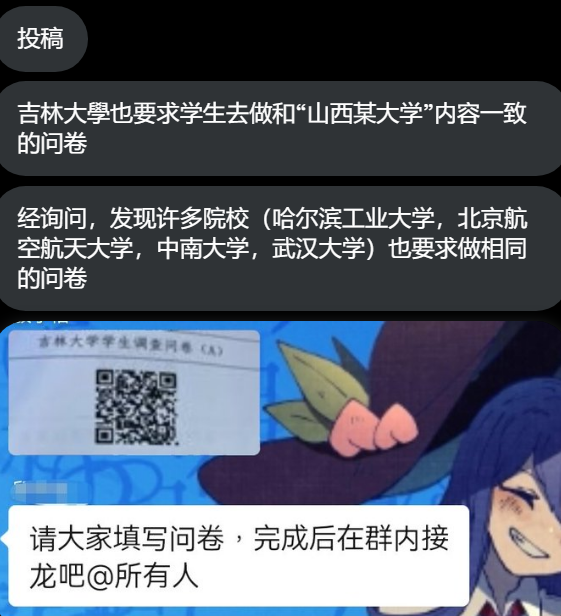 投稿
吉林大學也要求学生去做和“山西某大学”内容一致
的问卷
经询问，发现许多院校（哈尔滨工业大学，北京航
空航天大学，中南大学，武汉大学）也要求做相同
的问卷
吉林大学学生调查问卷（A）
请大家填写问卷，完成后在群内接
龙吧@所有人